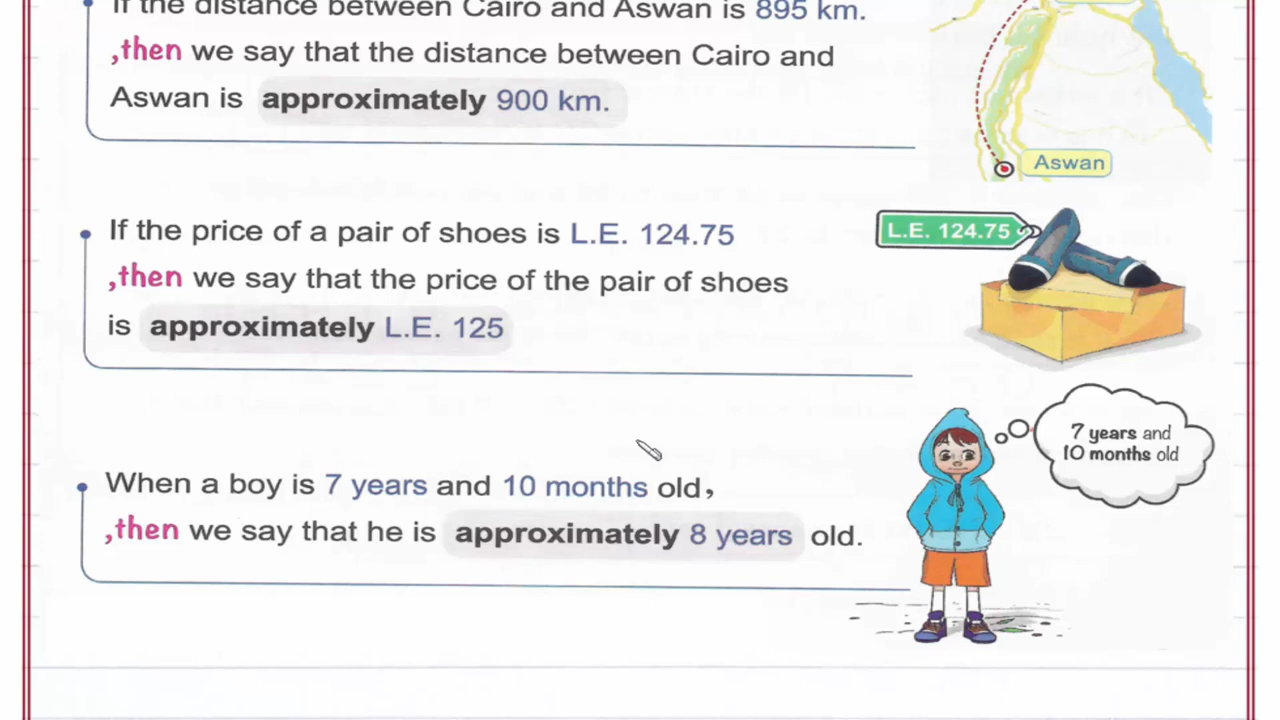 If the distance between Cairo and Aswan is 895 km.
,then we say that the distance between Cairo and
Aswan is approximately 900 km.
Aswan
If the price of a pair of shoes is L.E. 124.75
,then we say that the price of the pair of shoes
is approximately L.E. 125
L.E. 124.75
When a boy is 7 years and 10 months old,
,then we say that he is approximately 8 years old.
7 years and
10 months old